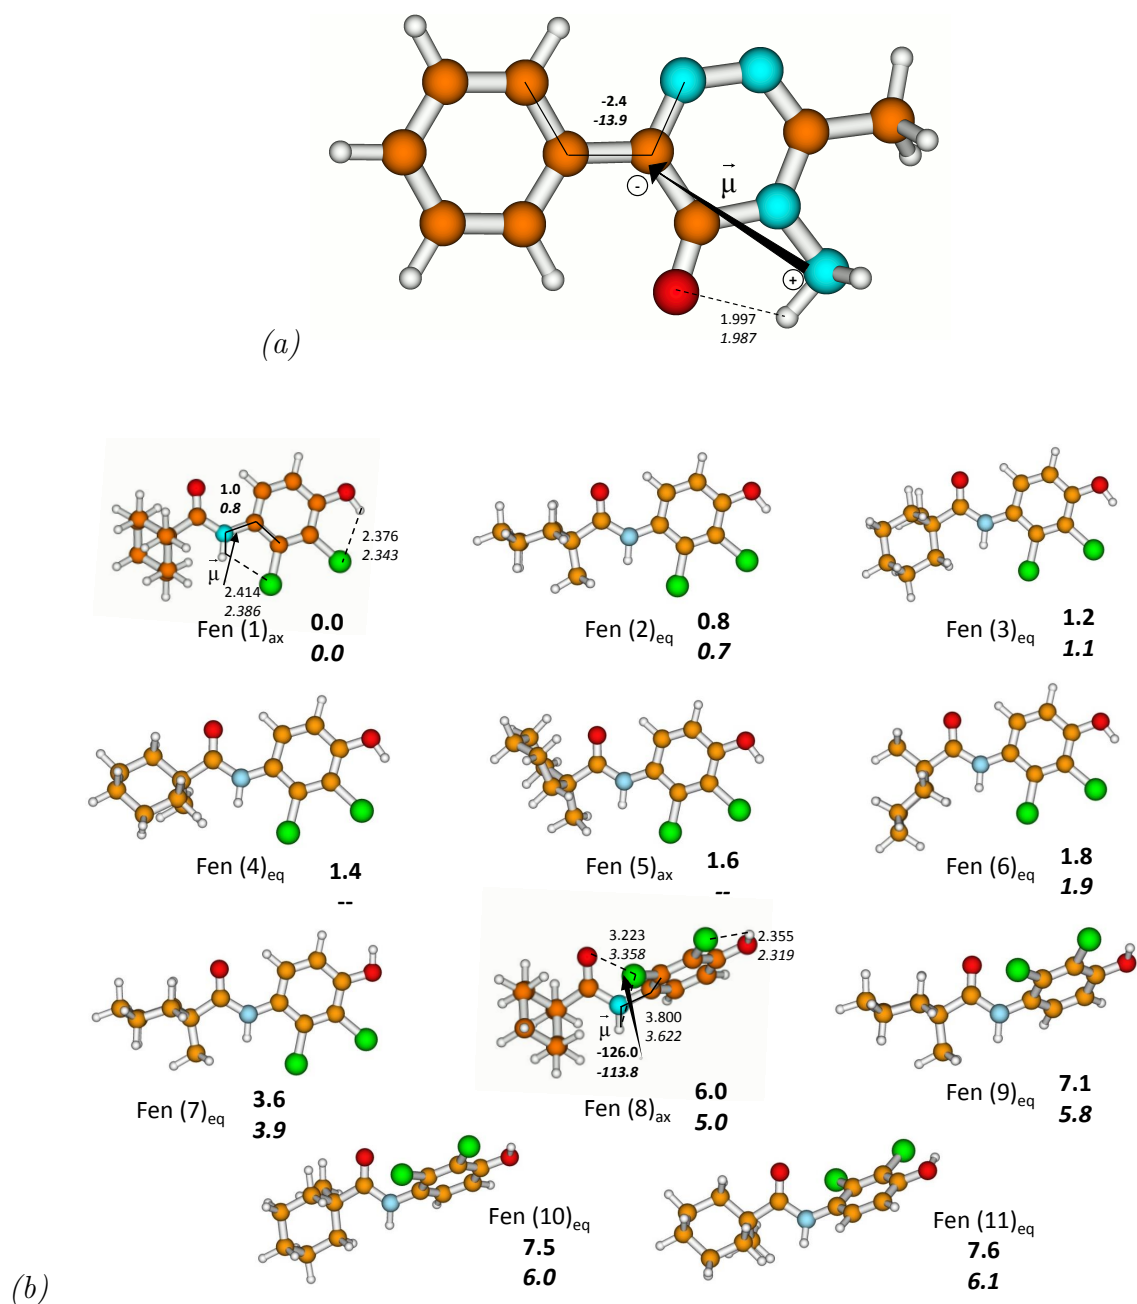 -2.4
-13.9
-
μ
+
1.997
1.987
(a)
1.0
0.8
2.376
2.343
μ
2.414
2.386
Fen (1)ax
0.0
0.0
Fen (2)eq
0.8
0.7
Fen (3)eq
1.2
1.1
Fen (4)eq
1.4
--
Fen (5)ax
1.6
--
Fen (6)eq
1.8
1.9
3.223
3.358
2.355
2.319
μ
3.800
3.622
-126.0
-113.8
Fen (7)eq
3.6
3.9
Fen (8)ax
6.0
5.0
Fen (9)eq
7.1
5.8
Fen (10)eq
7.5
6.0
Fen (11)eq
7.6
6.1
(b)